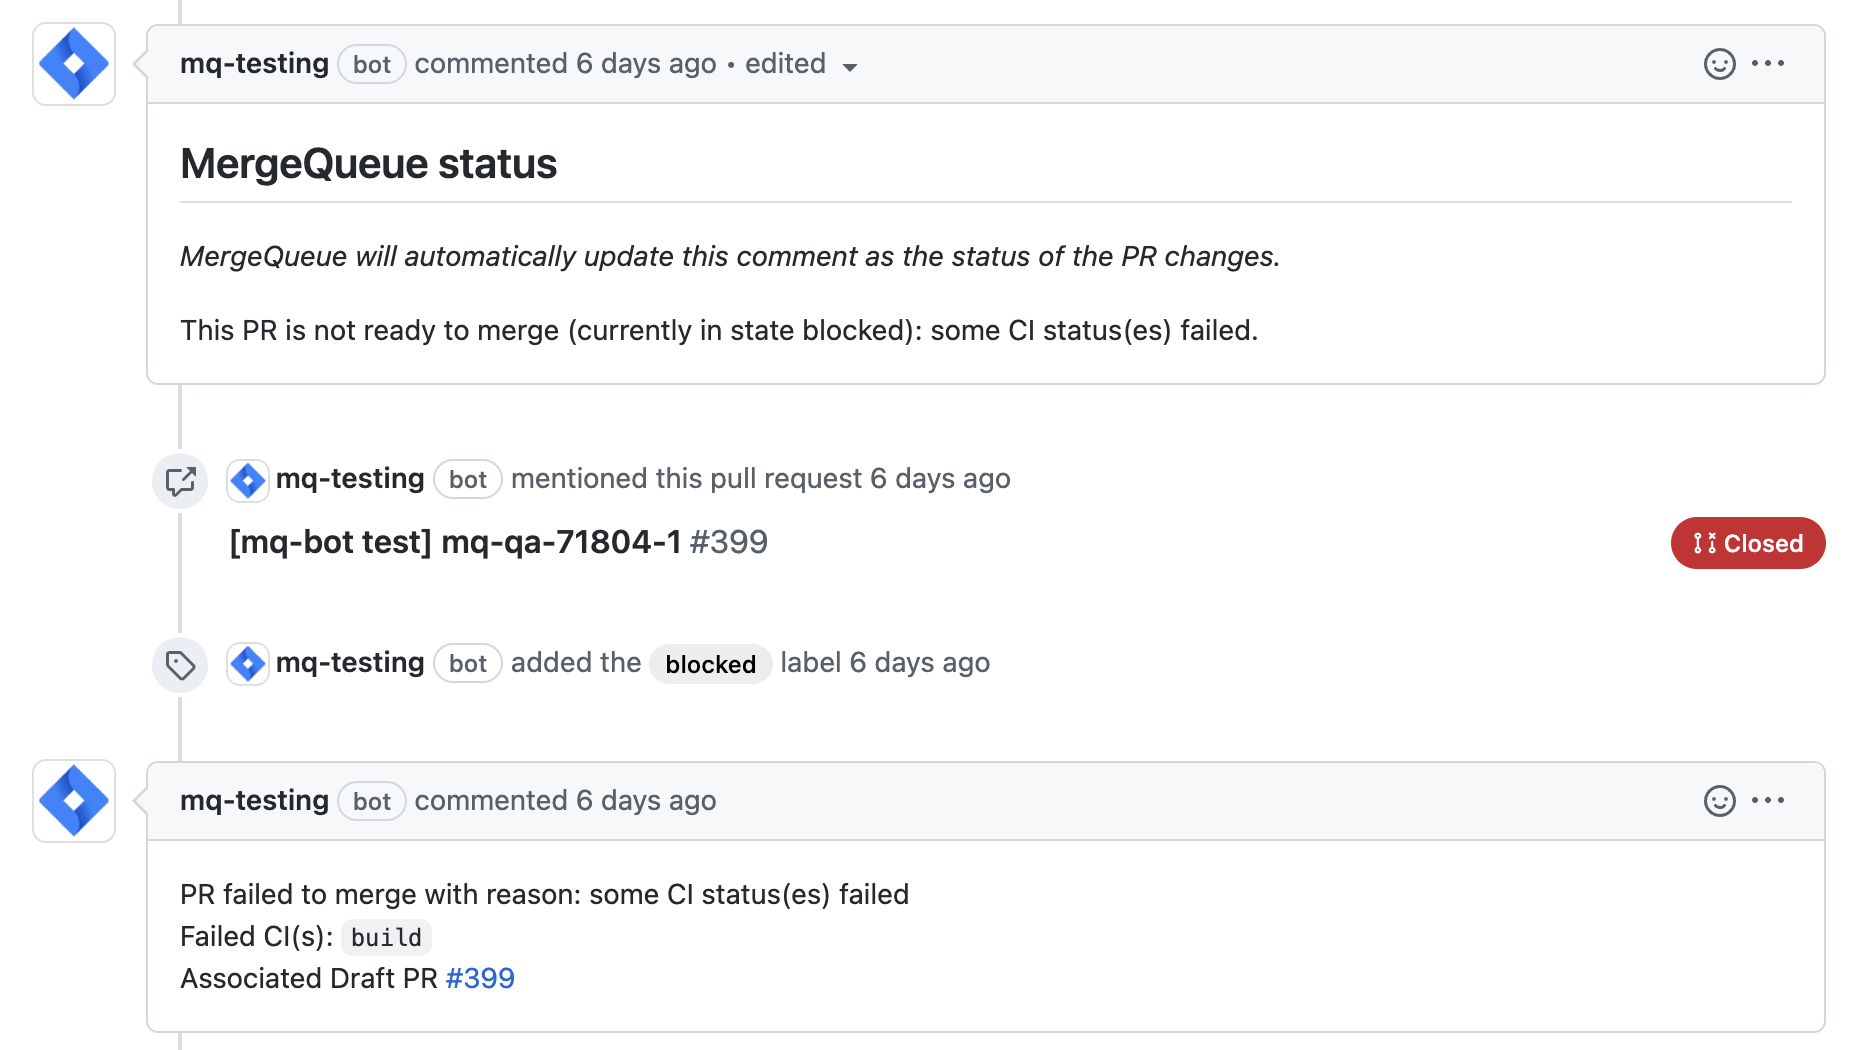 mq-testing bot commented 6 days ago • edited
MergeQueue status
MergeQueue will automatically update this comment as the status of the PR changes.
This PR is not ready to merge (currently in state blocked): some CI status(es) failed.
mq-testing bot mentioned this pull request 6 days ago
[mq-bot test] mq-qa-71804-1 #399
Closed
mq-testing bot added the blocked label 6 days ago
mq-testing bot commented 6 days ago
PR failed to merge with reason: some CI status(es) failed
Failed CI(s): build
Associated Draft PR #399